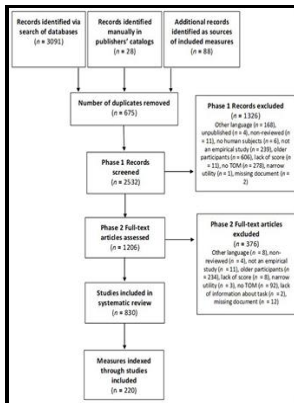 Records identified via
search of databases
(n = 3091)
Records identified
manually in
publishers' catalogs
(n = 28)
Additional records
identified as sources
of included measures
(n = 88)
Number of duplicates removed
(n = 675)
Phase 1 Records
screened
(n = 2532)
Phase 1 Records excluded
(n = 1326)
Other language (n = 168),
unpublished (n = 4), non-reviewed (n =
11), no human subjects (n = 6), not
an empirical study (n = 239), older
participants (n = 606), lack of score (n
= 11), no TOM (n = 278), narrow
utility (n = 1), missing document (n =
2)
Phase 2 Full-text
articles assessed
(n = 1206)
Phase 2 Full-text articles
excluded
(n = 376)
Other language (n = 8), non-
reviewed (n = 4), not an empirical
study (n = 11), older participants (n
= 234), lack of score (n = 8), narrow
utility (n = 3), no TOM (n = 92), lack
of information about task (n = 2),
missing document (n = 12)
Studies included in
systematic review
(n = 830)
Measures indexed
through studies
included
(n = 220)